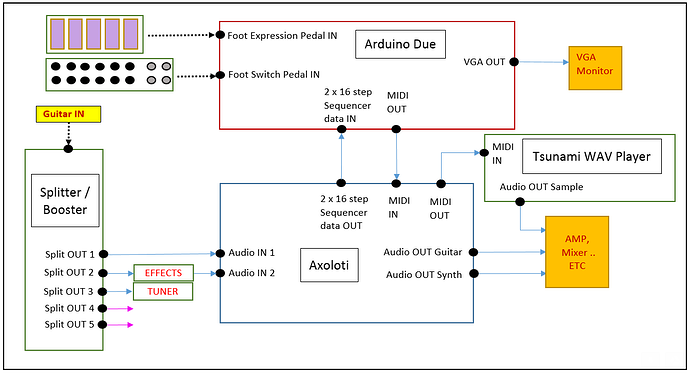 Foot Expression Pedal IN
Arduino Due
VGA OUT
VGA
Monitor
Foot Switch Pedal IN
2 x 16 step
Sequencer
data IN
MIDI
OUT
Guitar IN
MIDI
IN
Tsunami WAV Player
Audio OUT Sample
Splitter /
Booster
2 x 16 step
Sequencer
data OUT
MIDI
IN
MIDI
OUT
Split OUT 1
Audio IN 1
Audio OUT Guitar
AMP,
Mixer ..
ETC
Split OUT 2
EFFECTS
Audio IN 2
Axoloti
Audio OUT Synth
Split OUT 3
TUNER
Split OUT 4
Split OUT 5